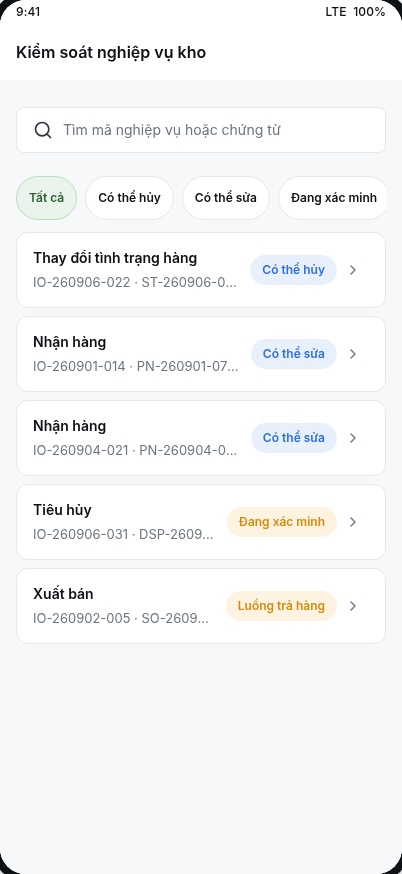 9:41
LTE 100%
Kiểm soát nghiệp vụ kho
Tìm mã nghiệp vụ hoặc chứng từ
Tất cả
Có thể hủy
Có thể sửa
Đang xác minh
Thay đổi tình trạng hàng
IO-260906-022 · ST-260906-0...
Có thể hủy
Nhận hàng
IO-260901-014 · PN-260901-07...
Có thể sửa
Nhận hàng
IO-260904-021 · PN-260904-0...
Có thể sửa
Tiêu hủy
IO-260906-031 · DSP-2609...
Đang xác minh
Xuất bán
IO-260902-005 · SO-2609...
Luồng trả hàng